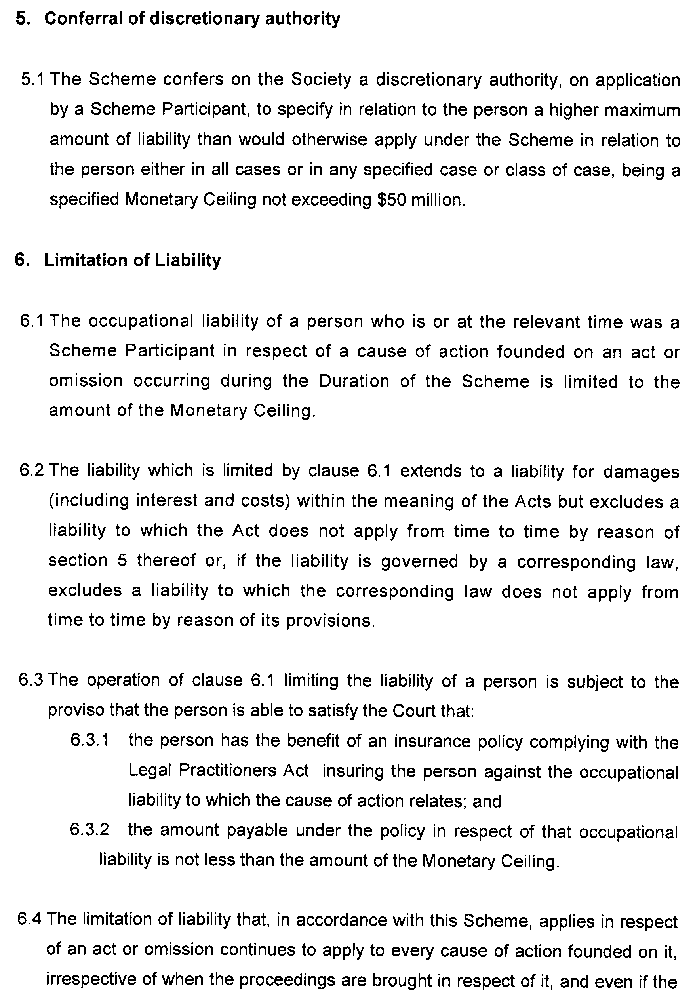 5. Conferral of discretionary authority
5.1 The Scheme confers on the Society a discretionary authority, on application
by a Scheme Participant, to specify in relation to the person a higher maximum
amount of liability than would otherwise apply under the Scheme in relation to
the person either in all cases or in any specified case or class of case, being a
specified Monetary Ceiling not exceeding $50 million.
6. Limitation of Liability
6.1 The occupational liability of a person who is or at the relevant time was a
Scheme Participant in respect of a cause of action founded on an act or
omission occurring during the Duration of the Scheme is limited to the
amount of the Monetary Ceiling.
6.2 The liability which is limited by clause 6.1 extends to a liability for damages
(including interest and costs) within the meaning of the Acts but excludes a
liability to which the Act does not apply from time to time by reason of
section 5 thereof or, if the liability is governed by a corresponding law,
excludes a liability to which the corresponding law does not apply from
time to time by reason of its provisions.
6.3 The operation of clause 6.1 limiting the liability of a person is subject to the
proviso that the person is able to satisfy the Court that:
6.3.1 the person has the benefit of an insurance policy complying with the
Legal Practitioners Act insuring the person against the occupational
liability to which the cause of action relates; and
6.3.2 the amount payable under the policy in respect of that occupational
liability is not less than the amount of the Monetary Ceiling.
6.4 The limitation of liability that, in accordance with this Scheme, applies in respect
of an act or omission continues to apply to every cause of action founded on it,
irrespective of when the proceedings are brought in respect of it, and even if the